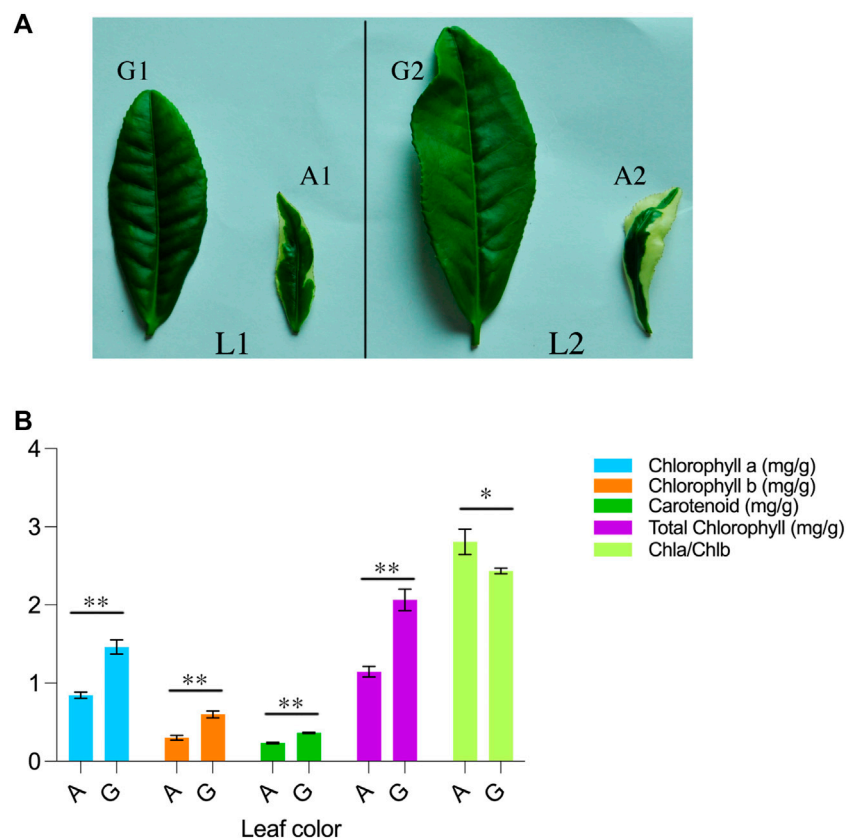 A
G1
A1
G2
A2
L1
L2
B
4
3
2
1
0
**
**
**
**
*
A
G
A
G
A
G
A
G
A
G
Leaf color
Chlorophyll a (mg/g)
Chlorophyll b (mg/g)
Carotenoid (mg/g)
Total Chlorophyll (mg/g)
Chla/Chlb